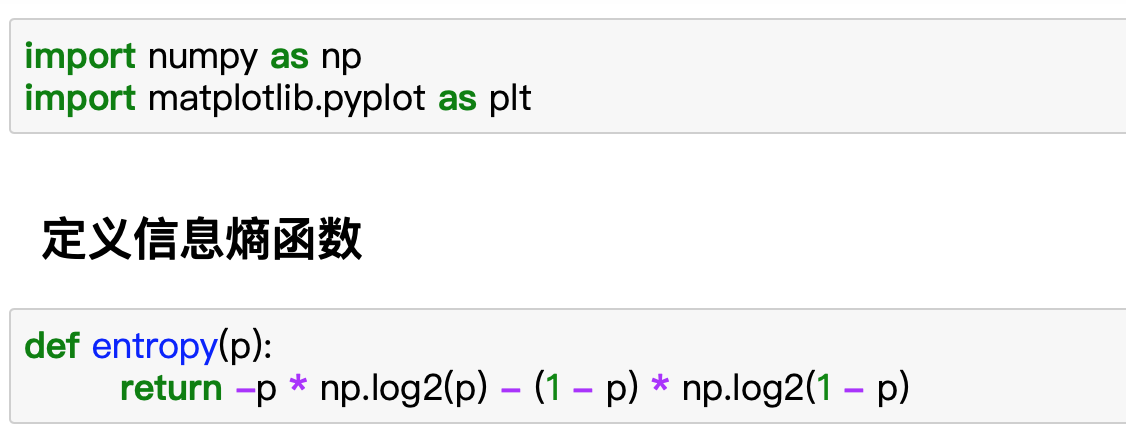 import numpy as np
import matplotlib.pyplot as plt
定义信息熵函数
def entropy(p):
return -p * np.log2(p) - (1 - p) * np.log2(1 - p)